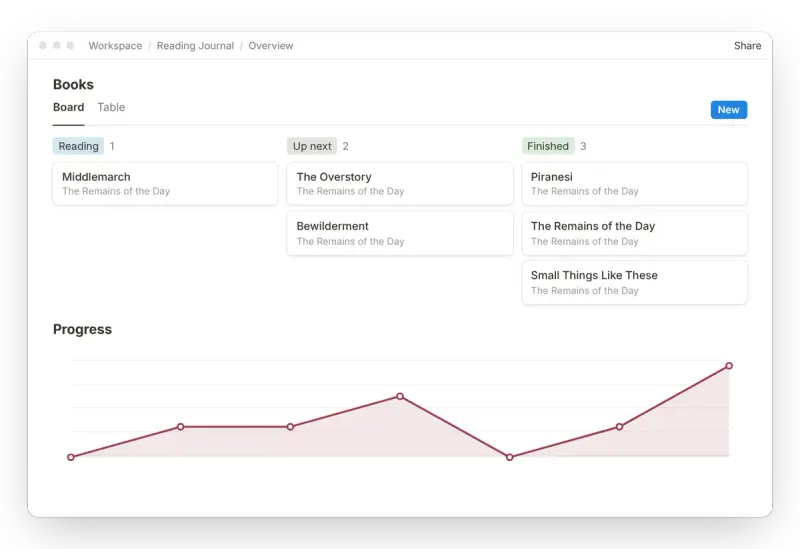 Workspace / Reading Journal / Overview
Share
Books
Board Table
New
Reading 1
Middlemarch
The Remains of the Day
Up next 2
The Overstory
The Remains of the Day
Bewilderment
The Remains of the Day
Finished 3
Piranesi
The Remains of the Day
The Remains of the Day
The Remains of the Day
Small Things Like These
The Remains of the Day
Progress